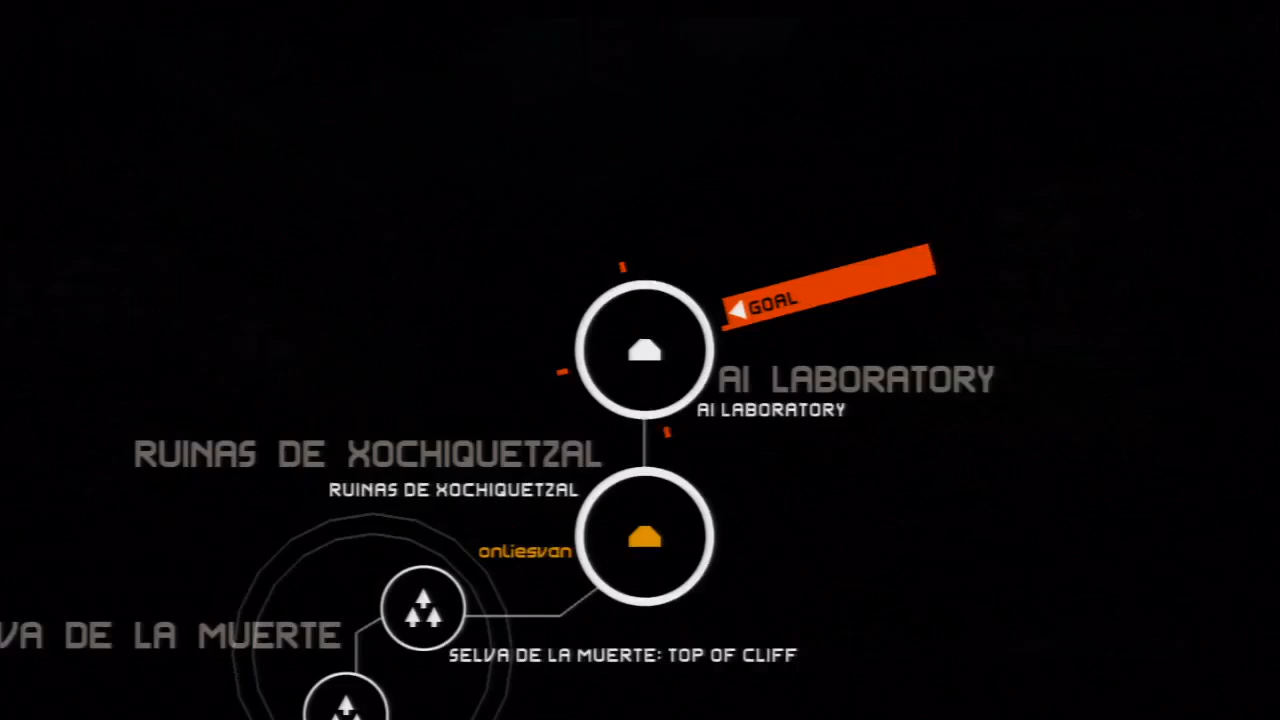 GOAL
AI LABORATORY
AI LABORATORY
RUINAS DE XOCHIQUETZAL
RUINAS DE XOCHIQUETZAL
onliesvan
VA DE LA MUERTE
SELVA DE LA MUERTE: TOP OF CLIFF